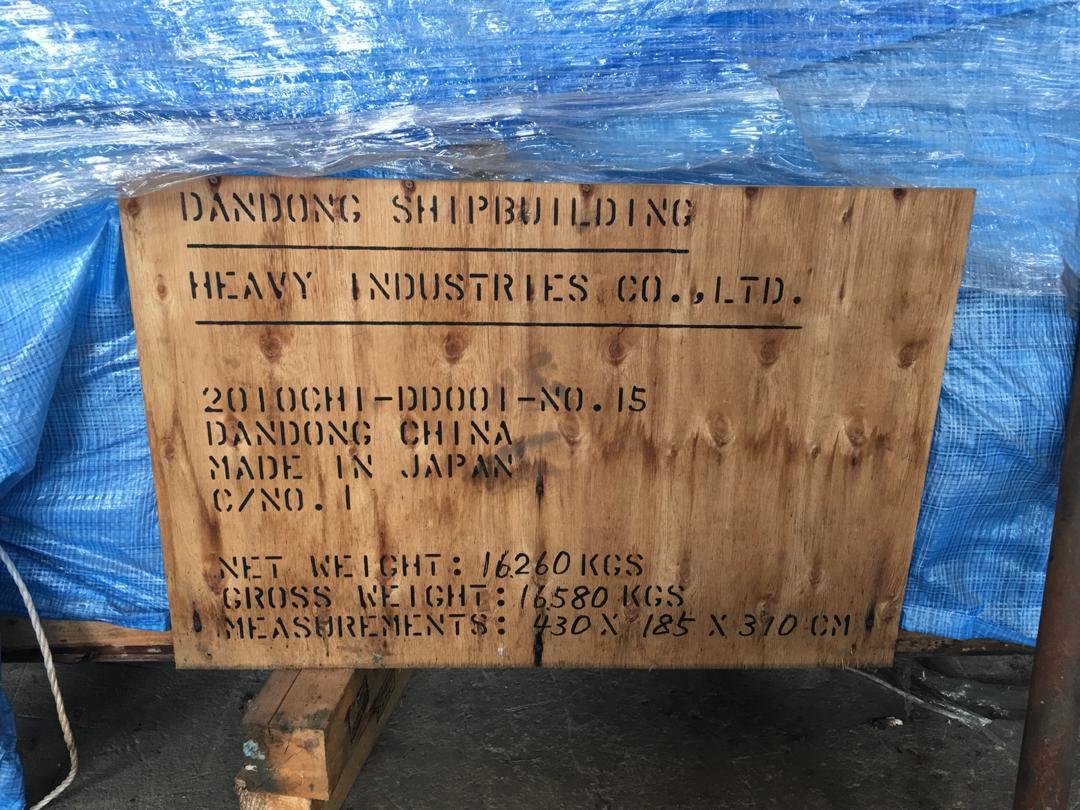 DANDONG SHIPBUILDING
HEAVY INDUSTRIES CO.,LTD.
2010CHI-DD001-NO.15
DANDONG CHINA
MADE IN JAPAN
C/NO. 1
NET WEIGHT: 16260 KGS
GROSS WEIGHT: 16580 KGS
MEASUREMENTS: 430 X 185 X 310 CM